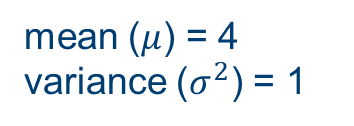 mean (μ) = 4
variance (σ²) = 1